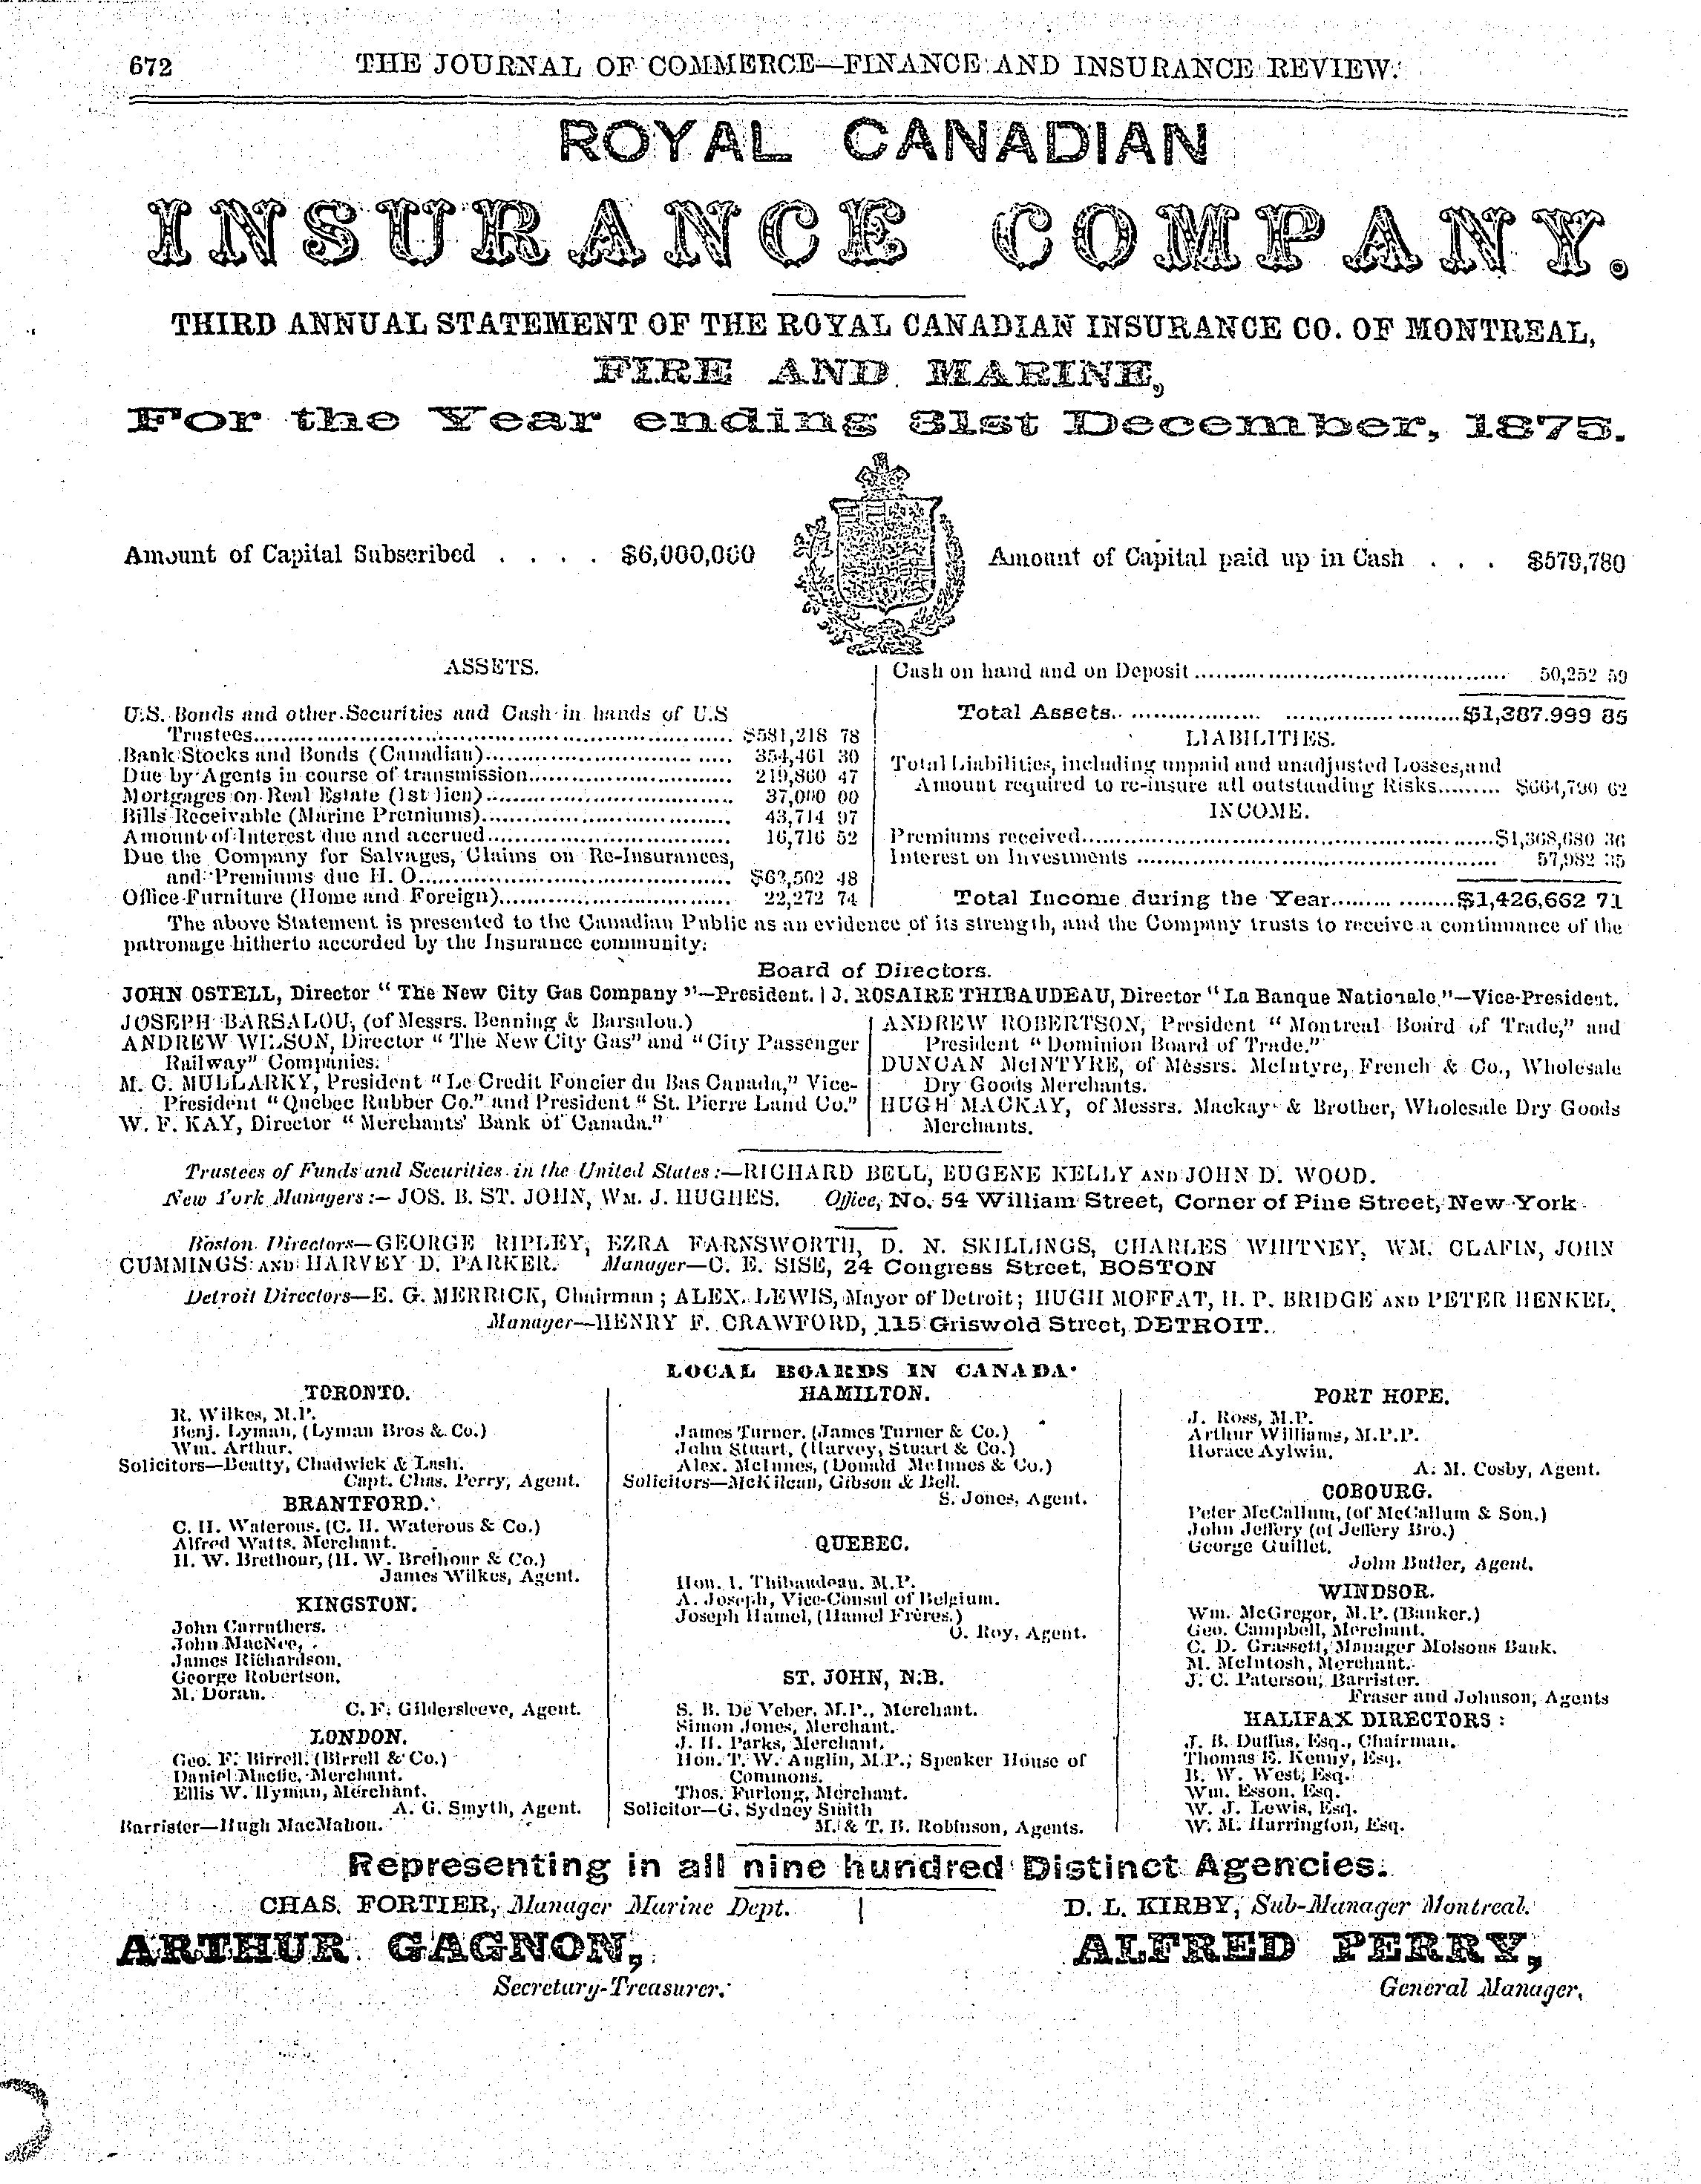 672 THE JOURNAL OF COMMERCE—FINANCE AND INSURANCE REVIEW.
ROYAL CANADIAN
INSURANCE COMPANY.
THIRD ANNUAL STATEMENT OF THE ROYAL CANADIAN INSURANCE CO. OF MONTREAL,
FIRE AND MARINE,
For the Year ending 31st December, 1875.
Amount of Capital Subscribed . . . . $6,000,000
Amount of Capital paid up in Cash . . . $579,780
ASSETS.
U.S. Bonds and other Securities and Cash in hands of U.S
Trustees........ $581,218 78
Bank Stocks and Bonds (Canadian)........ 354,461 30
Due by Agents in course of transmission........ 219,860 47
Mortgages on Real Estate (1st lien)........ 37,000 00
Bills Receivable (Marine Premiums)........ 43,714 97
Amount of Interest due and accrued........ 16,716 52
Due the Company for Salvages, Claims on Re-Insurances,
and Premiums due H. O........ $62,502 48
Office Furniture (Home and Foreign)........ 22,272 74
Cash on hand and on Deposit........ 50,252 59
Total Assets........ $1,387.999 85
LIABILITIES.
Total Liabilities, including unpaid and unadjusted Losses, and
Amount required to re-insure all outstanding Risks........ $664,790 62
INCOME.
Premiums received........ $1,368,680 36
Interest on Investments........ 57,982 35
Total Income during the Year........ $1,426,662 71
The above Statement is presented to the Canadian Public as an evidence of its strength, and the Company trusts to receive a continuance of the
patronage hitherto accorded by the Insurance community.
Board of Directors.
JOHN OSTELL, Director “The New City Gas Company”—President. | J. ROSAIRE THIBAUDEAU, Director “La Banque Nationale,”—Vice-President.
JOSEPH BARSALOU, (of Messrs. Benning & Barsalou.)
ANDREW WILSON, Director “The New City Gas” and “City Passenger
Railway” Companies.
M. C. MULLARKY, President “Le Credit Foncier du Bas Canada,” Vice-
President “Quebec Rubber Co.” and President “St. Pierre Land Co.”
W. F. KAY, Director “Merchants' Bank of Canada.”
ANDREW ROBERTSON, President “Montreal Board of Trade,” and
President “Dominion Board of Trade.”
DUNCAN McINTYRE, of Messrs. McIntyre, French & Co., Wholesale
Dry Goods Merchants.
HUGH MACKAY, of Messrs. Mackay & Brother, Wholesale Dry Goods
Merchants.
Trustees of Funds and Securities in the United States:—RICHARD BELL, EUGENE KELLY AND JOHN D. WOOD.
New York Managers:—JOS. B. ST. JOHN, WM. J. HUGHES. Office, No. 54 William Street, Corner of Pine Street, New York
Boston Directors—GEORGE RIPLEY, EZRA FARNSWORTH, D. N. SKILLINGS, CHARLES WHITNEY, WM. CLAFIN, JOHN
CUMMINGS AND HARVEY D. PARKER. Manager—C. E. SISE, 24 Congress Street, BOSTON
Detroit Directors—E. G. MERRICK, Chairman; ALEX. LEWIS, Mayor of Detroit; HUGH MOFFAT, H. P. BRIDGE AND PETER HENKEL,
Manager—HENRY F. CRAWFORD, 115 Griswold Street, DETROIT.
LOCAL BOARDS IN CANADA.
TORONTO.
R. Wilkes, M.P.
Benj. Lyman, (Lyman Bros & Co.)
Wm. Arthur.
Solicitors—Beatty, Chadwick & Lash.
Capt. Chas. Perry, Agent.
BRANTFORD.
C. H. Waterous. (C. H. Waterous & Co.)
Alfred Watts, Merchant.
H. W. Brethour, (H. W. Brethour & Co.)
James Wilkes, Agent.
KINGSTON.
John Carruthers.
John MacNee,
James Richardson,
George Robertson,
M. Doran.
C. F. Gildersleeve, Agent.
LONDON.
Geo. F. Birrell, (Birrell & Co.)
Daniel Macfie, Merchant.
Ellis W. Hyman, Merchant.
A. G. Smyth, Agent.
Barrister—Hugh MacMahon.
HAMILTON.
James Turner. (James Turner & Co.)
John Stuart, (Harvey, Stuart & Co.)
Alex. McInnes, (Donald McInnes & Co.)
Solicitors—McKilcan, Gibson & Bell.
S. Jones, Agent.
QUEBEC.
Hon. I. Thibaudeau, M.P.
A. Joseph, Vice-Consul of Belgium.
Joseph Hamel, (Hamel Frères.)
O. Roy, Agent.
ST. JOHN, N.B.
S. B. De Veber, M.P., Merchant.
Simon Jones, Merchant.
J. H. Parks, Merchant.
Hon. T. W. Anglin, M.P., Speaker House of
Commons.
Thos. Furlong, Merchant.
Solicitor—G. Sydney Smith
M. & T. B. Robinson, Agents.
PORT HOPE.
J. Ross, M.P.
Arthur Williams, M.P.P.
Horace Aylwin.
A. M. Cosby, Agent.
COBOURG.
Peter McCallum, (of McCallum & Son,)
John Jeffery (of Jeffery Bro.)
George Guillet.
John Butler, Agent.
WINDSOR.
Wm. McGregor, M.P. (Banker.)
Geo. Campbell, Merchant.
C. D. Grassett, Manager Molsons Bank.
M. McIntosh, Merchant.
J. C. Paterson, Barrister.
Fraser and Johnson, Agents
HALIFAX DIRECTORS:
J. B. Duffus, Esq., Chairman.
Thomas E. Kenny, Esq.
B. W. West, Esq.
Wm. Esson, Esq.
W. J. Lewis, Esq.
W. M. Harrington, Esq.
Representing in all nine hundred Distinct Agencies.
CHAS. FORTIER, Manager Marine Dept. | D. L. KIRBY, Sub-Manager Montreal.
ARTHUR GAGNON,
Secretary-Treasurer.
ALFRED PERRY,
General Manager.